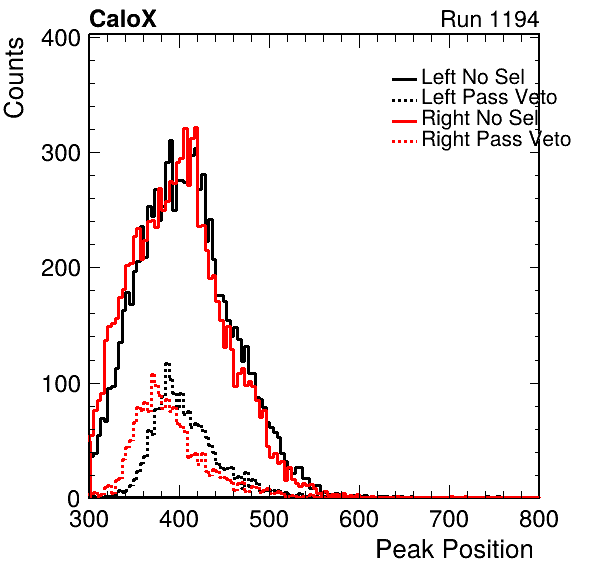 CaloX Run 1194
Counts
400
300
200
100
0
Left No Sel
Left Pass Veto
Right No Sel
Right Pass Veto
300 400 500 600 700 800
Peak Position